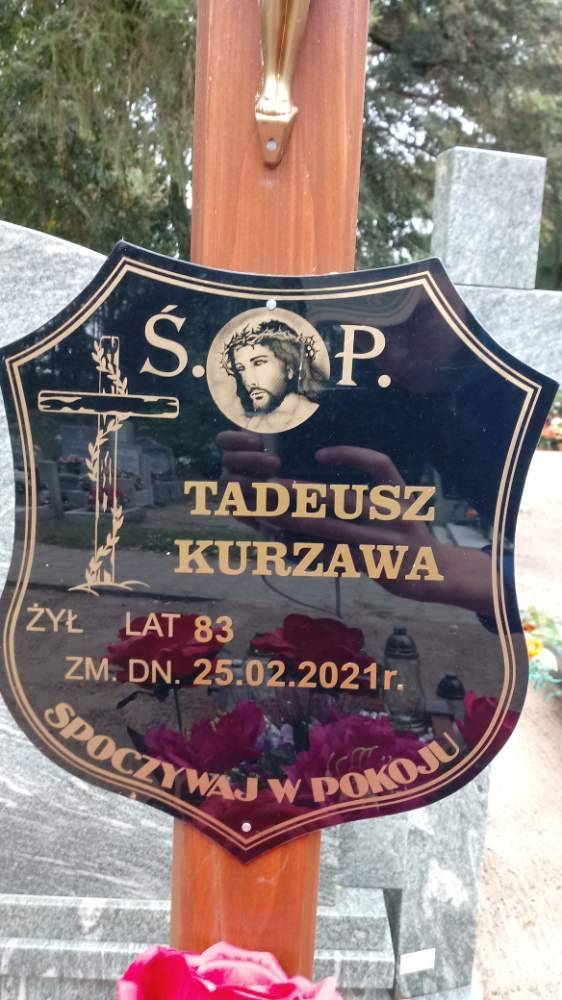 Ś. P.
TADEUSZ
KURZAWA
ŻYŁ LAT 83
ZM. DN. 25.02.2021r.
SPOCZYWAJ W POKOJU